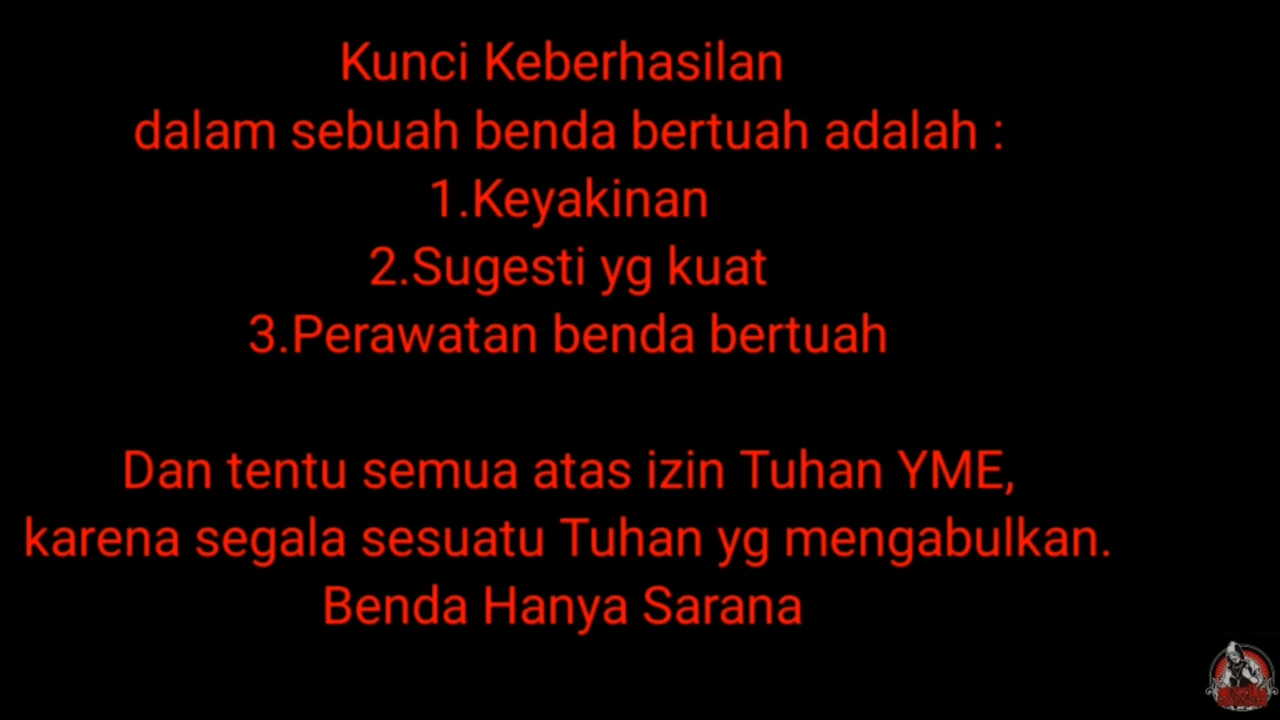 Kunci Keberhasilan
dalam sebuah benda bertuah adalah :
1.Keyakinan
2.Sugesti yg kuat
3.Perawatan benda bertuah
Dan tentu semua atas izin Tuhan YME,
karena segala sesuatu Tuhan yg mengabulkan.
Benda Hanya Sarana